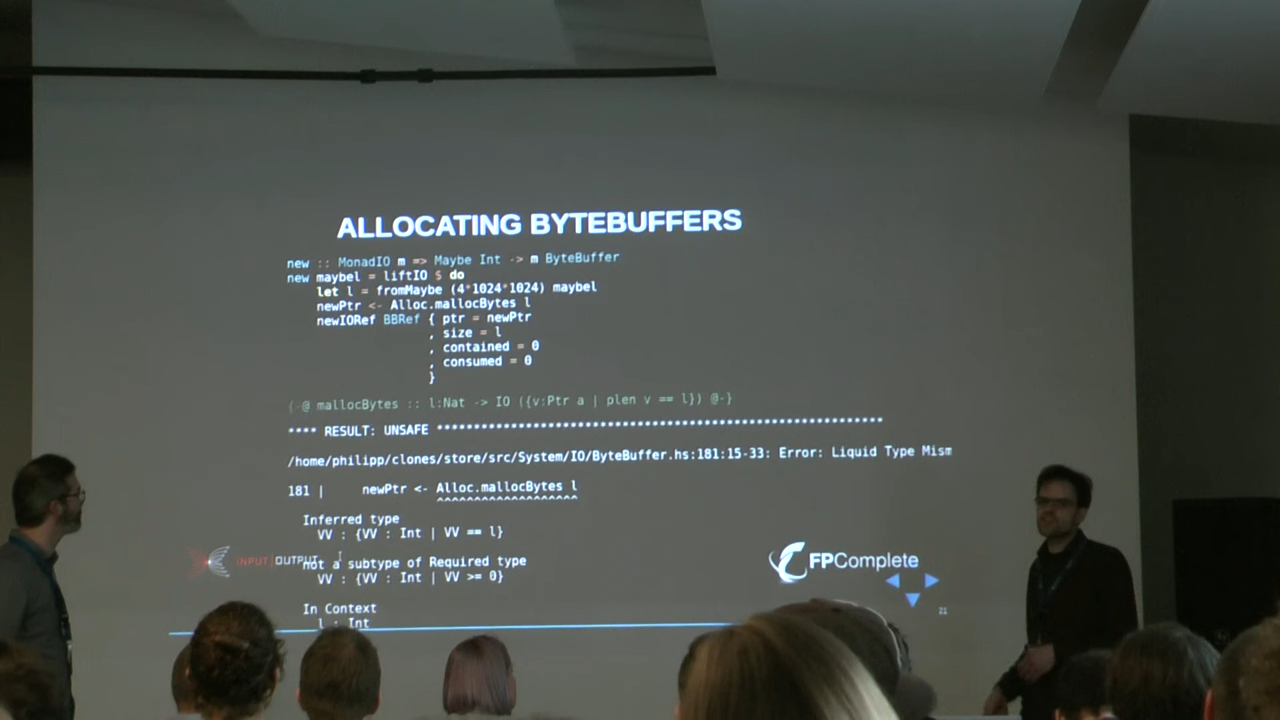 ALLOCATING BYTEBUFFERS
new :: MonadIO m => Maybe Int -> m ByteBuffer
new maybel = liftIO $ do
let l = fromMaybe (4*1024*1024) maybel
newPtr <- Alloc.mallocBytes l
newIORef BBRef { ptr = newPtr
, size = l
, contained = 0
, consumed = 0
}
{-@ mallocBytes :: l:Nat -> IO ({v:Ptr a | plen v == l}) @-}
**** RESULT: UNSAFE ************************************************************
/home/philipp/clones/store/src/System/IO/ByteBuffer.hs:181:15-33: Error: Liquid Type Mism
181 | newPtr <- Alloc.mallocBytes l
^^^^^^^^^^^^^^^^^^^
Inferred type
VV : {VV : Int | VV == l}
not a subtype of Required type
VV : {VV : Int | VV >= 0}
In Context
l : Int
INPUT|OUTPUT
FPComplete
21